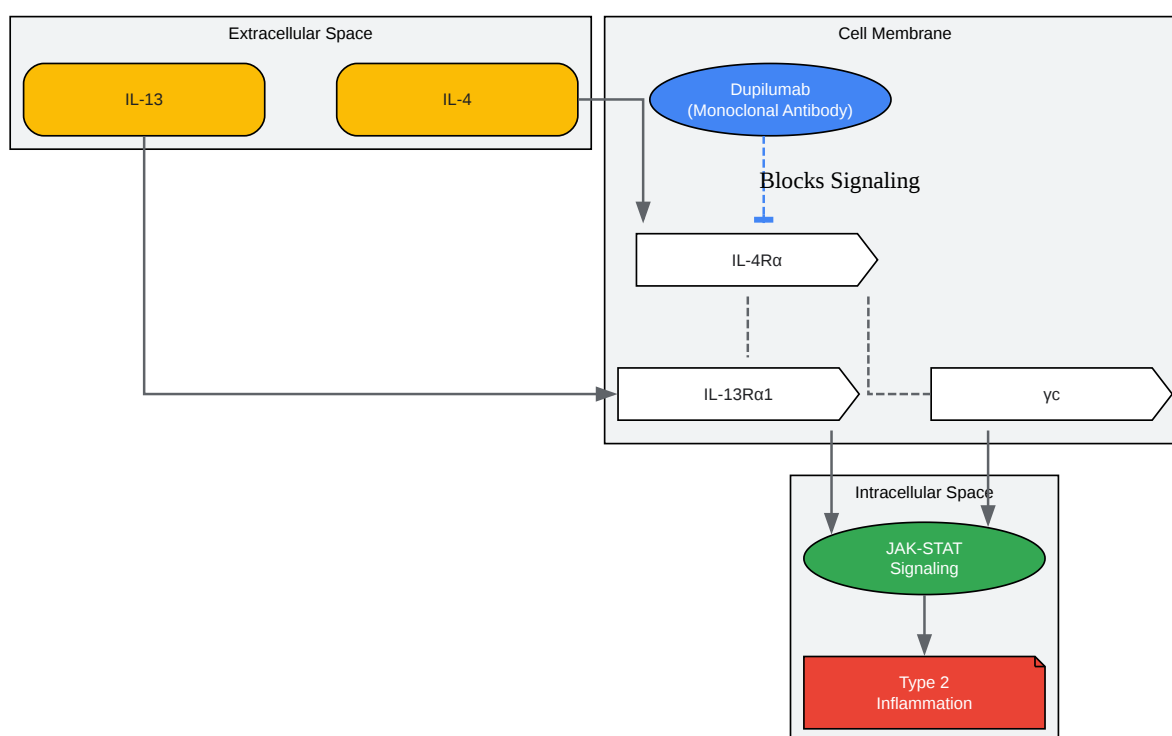 Extracellular Space
Cell Membrane
IL-13
IL-4
Dupilumab
(Monoclonal Antibody)
Blocks Signaling
IL-4Rα
IL-13Rα1
γc
Intracellular Space
JAK-STAT
Signaling
Type 2
Inflammation